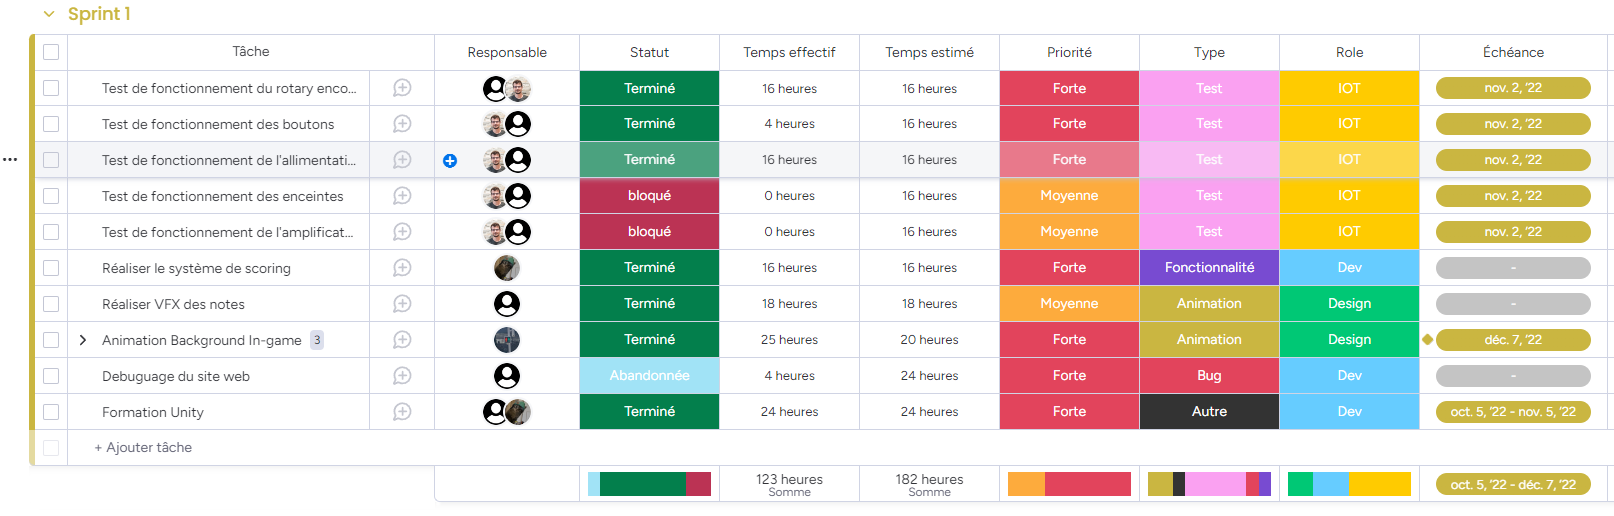 Sprint 1
Tâche Responsable Statut Temps effectif Temps estimé Priorité Type Role Échéance
Test de fonctionnement du rotary enco... Terminé 16 heures 16 heures Forte Test IOT nov. 2, '22
Test de fonctionnement des boutons Terminé 4 heures 16 heures Forte Test IOT nov. 2, '22
Test de fonctionnement de l'allimentati... Terminé 16 heures 16 heures Forte Test IOT nov. 2, '22
Test de fonctionnement des enceintes bloqué 0 heures 16 heures Moyenne Test IOT nov. 2, '22
Test de fonctionnement de l'amplificat... bloqué 0 heures 16 heures Moyenne Test IOT nov. 2, '22
Réaliser le système de scoring Terminé 16 heures 16 heures Forte Fonctionnalité Dev -
Réaliser VFX des notes Terminé 18 heures 18 heures Moyenne Animation Design -
Animation Background In-game 3 Terminé 25 heures 20 heures Forte Animation Design déc. 7, '22
Debuguage du site web Abandonnée 4 heures 24 heures Forte Bug Dev -
Formation Unity Terminé 24 heures 24 heures Forte Autre Dev oct. 5, '22 - nov. 5, '22
+ Ajouter tâche
123 heures 182 heures oct. 5, '22 - déc. 7, '22
Somme Somme